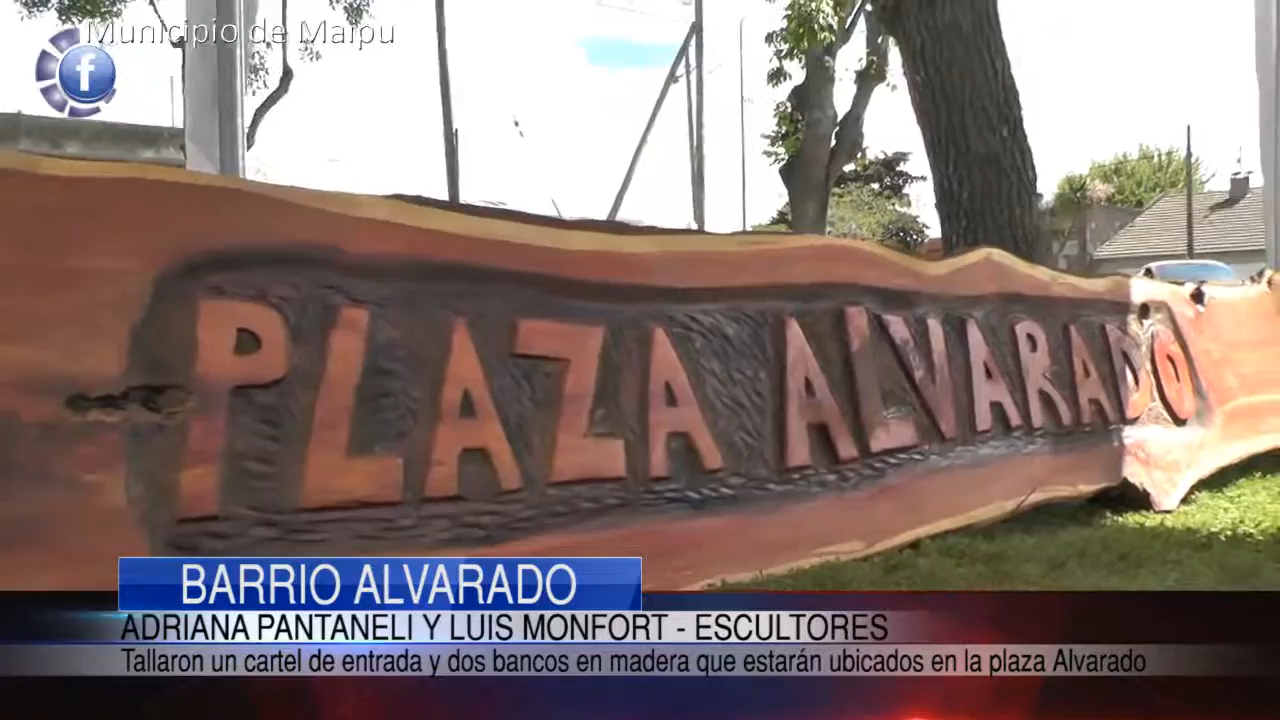 Municipio de Maipu
f
PLAZA ALVARADO
BARRIO ALVARADO
ADRIANA PANTANELI Y LUIS MONFORT - ESCULTORES
Tallaron un cartel de entrada y dos bancos en madera que estarán ubicados en la plaza Alvarado